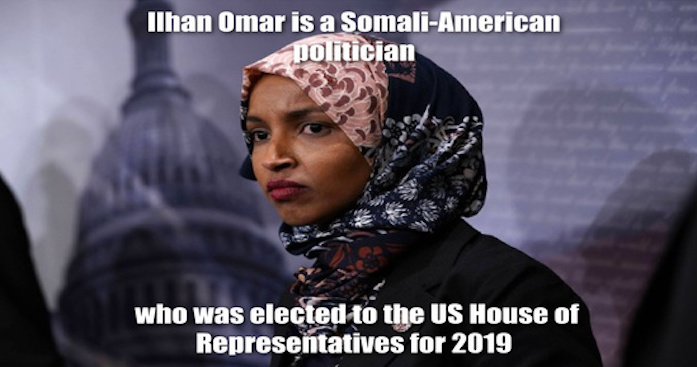 Ilhan Omar is a Somali-American
politician
who was elected to the US House of
Representatives for 2019